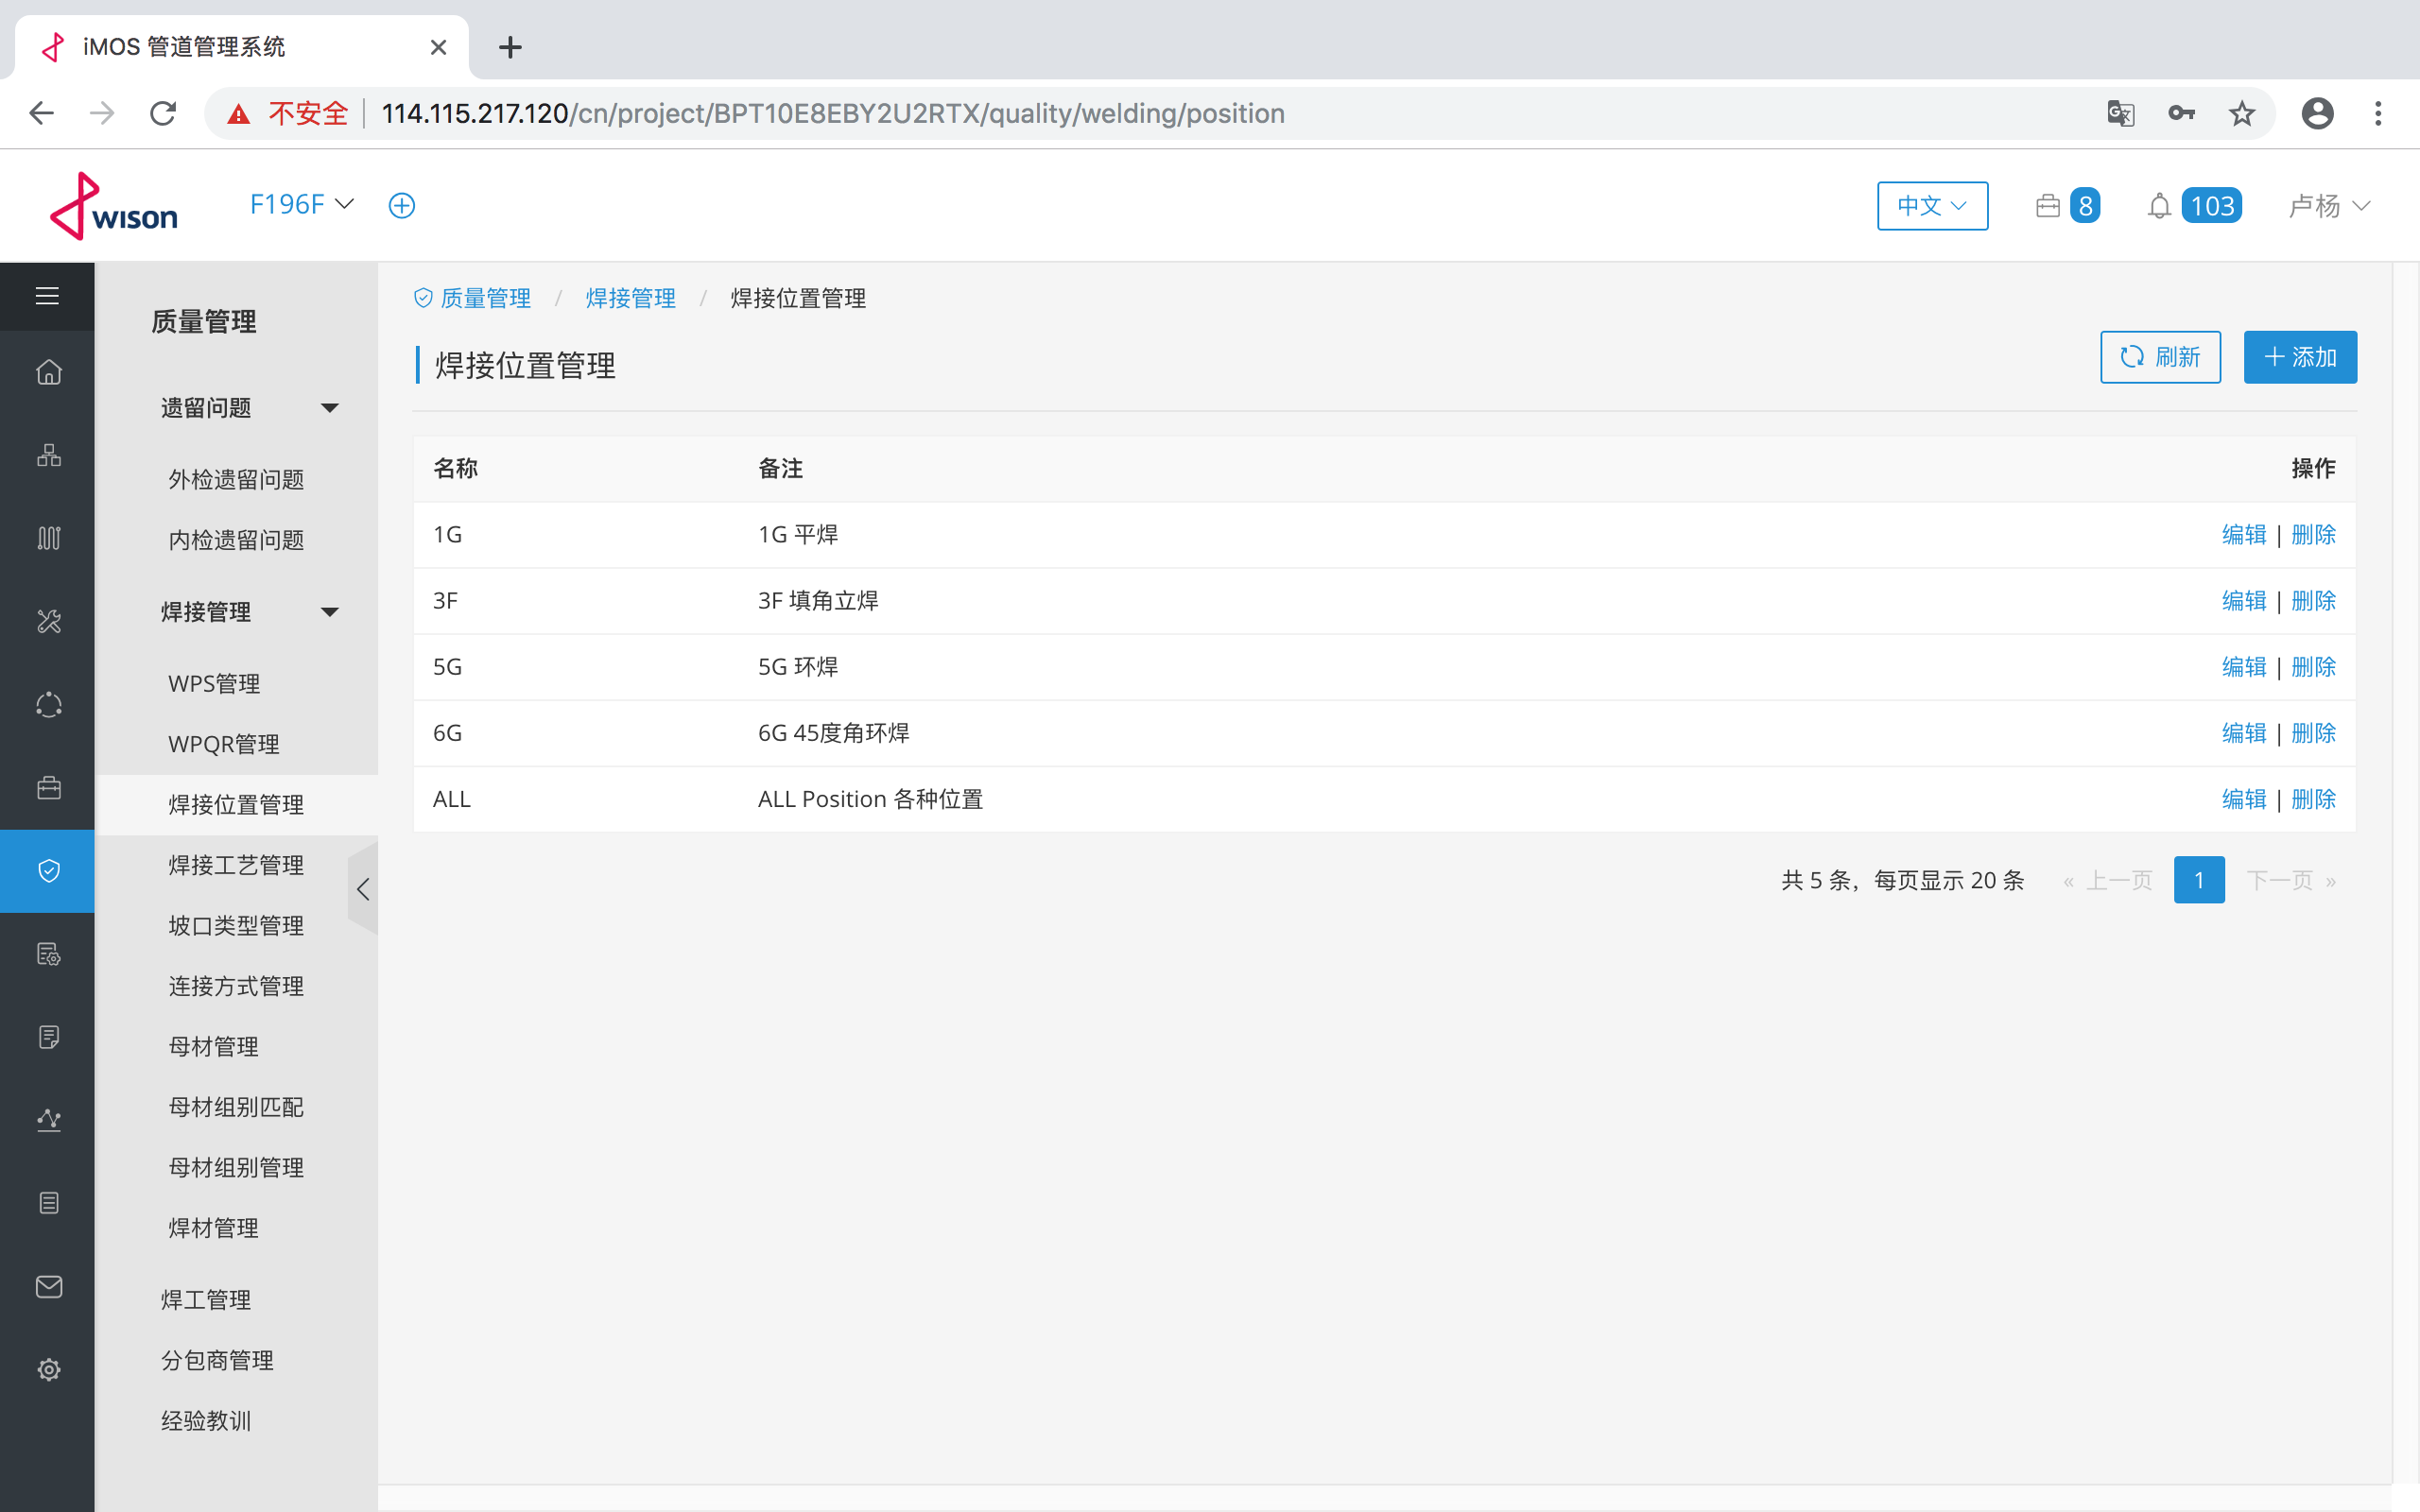 iMOS 管道管理系统
不安全 114.115.217.120/cn/project/BPT10E8EBY2U2RTX/quality/welding/position
wison
F196F
中文
8
103
卢杨
质量管理
遗留问题
外检遗留问题
内检遗留问题
焊接管理
WPS管理
WPQR管理
焊接位置管理
焊接工艺管理
坡口类型管理
连接方式管理
母材管理
母材组别匹配
母材组别管理
焊材管理
焊工管理
分包商管理
经验教训
质量管理 / 焊接管理 / 焊接位置管理
焊接位置管理
刷新
添加
名称 备注 操作
1G 1G 平焊 编辑 | 删除
3F 3F 填角立焊 编辑 | 删除
5G 5G 环焊 编辑 | 删除
6G 6G 45度角环焊 编辑 | 删除
ALL ALL Position 各种位置 编辑 | 删除
共 5 条，每页显示 20 条 « 上一页 1 下一页 »